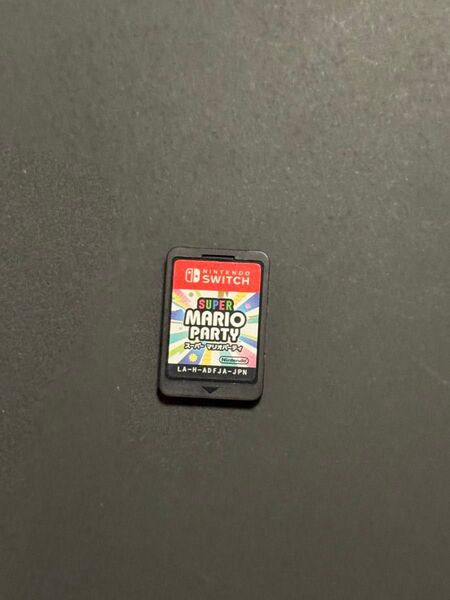 NINTENDO
SWITCH
SUPER
MARIO
PARTY
スーパー マリオパーティ
Nintendo
LA-H-ADFJA-JPN